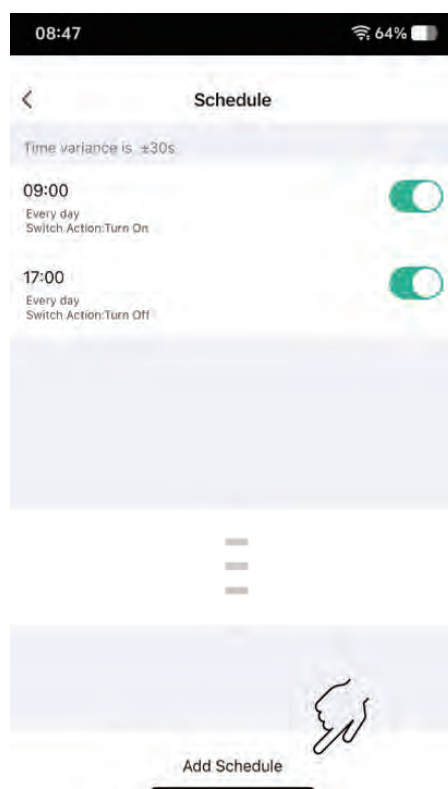 08:47
64%
Schedule
Time variance is ±30s
09:00
Every day
Switch Action:Turn On
17:00
Every day
Switch Action:Turn Off
Add Schedule